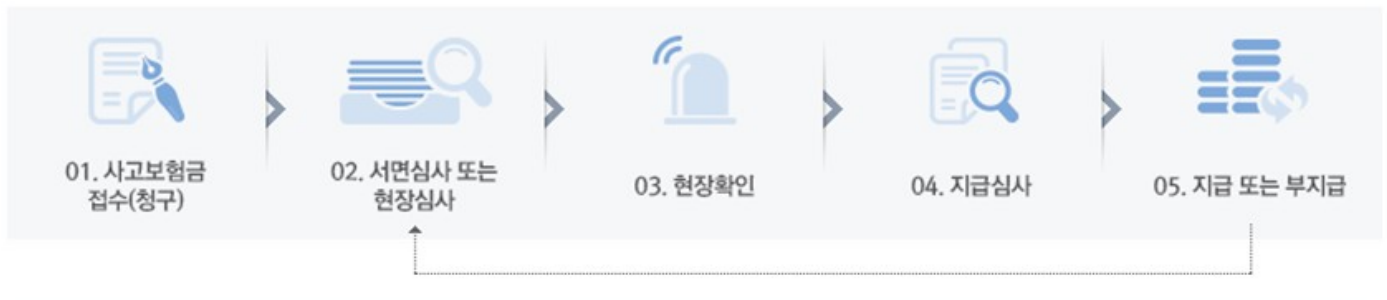 01. 사고보험금
접수(청구)
02. 서면심사 또는
현장심사
03. 현장확인
04. 지급심사
05. 지급 또는 부지급